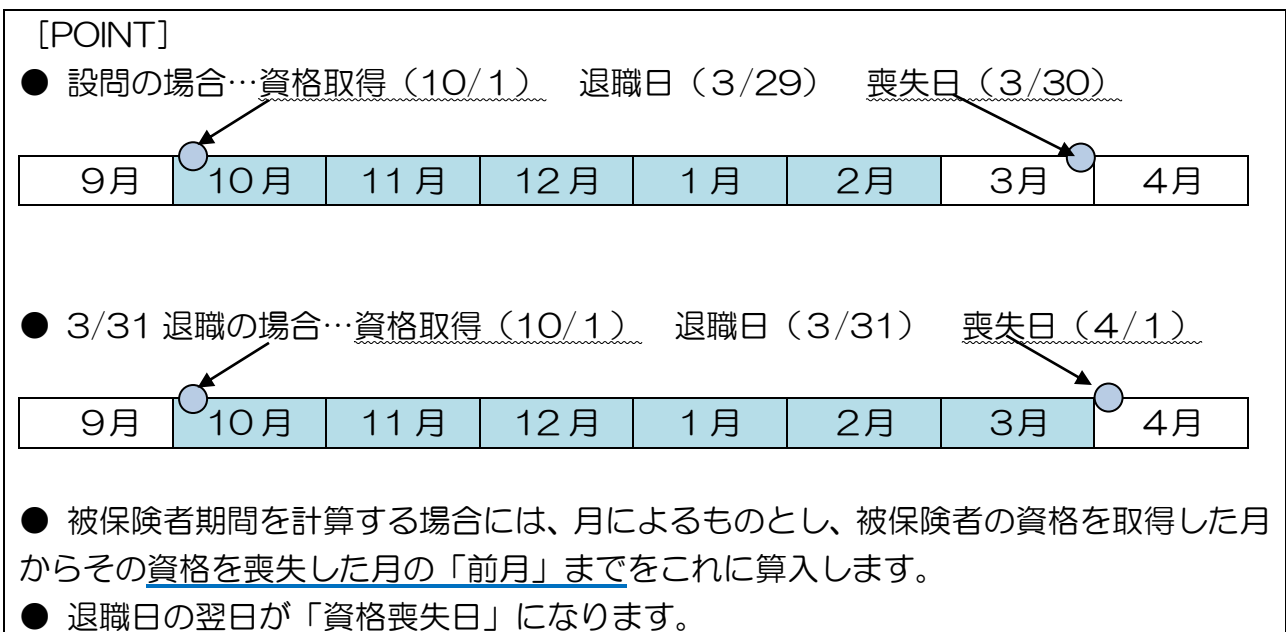 ［POINT］
● 設問の場合…資格取得（10/1）　退職日（3/29）　喪失日（3/30）
9月　10月　11月　12月　1月　2月　3月　4月
● 3/31 退職の場合…資格取得（10/1）　退職日（3/31）　喪失日（4/1）
9月　10月　11月　12月　1月　2月　3月　4月
● 被保険者期間を計算する場合には、月によるものとし、被保険者の資格を取得した月
からその資格を喪失した月の「前月」までをこれに算入します。
● 退職日の翌日が「資格喪失日」になります。